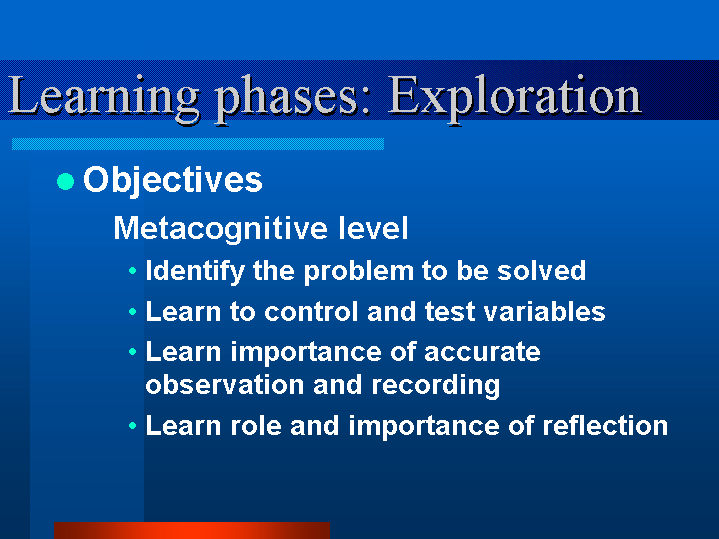 Learning phases: Exploration
Objectives
Metacognitive level
• Identify the problem to be solved
• Learn to control and test variables
• Learn importance of accurate
observation and recording
• Learn role and importance of reflection